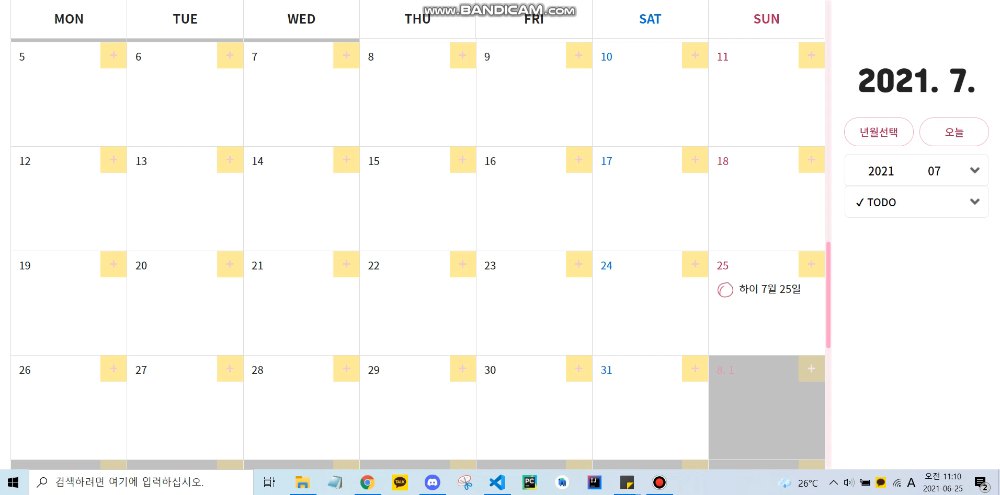 www.BANDICAM.com
MON TUE WED THU FRI SAT SUN
5 + 6 + 7 + 8 + 9 + 10 + 11 +
2021. 7.
년월선택 오늘
12 + 13 + 14 + 15 + 16 + 17 + 18 +
2021 07
✓ TODO
19 + 20 + 21 + 22 + 23 + 24 + 25 +
하이 7월 25일
26 + 27 + 28 + 29 + 30 + 31 + 8. 1 +
검색하려면 여기에 입력하십시오.
TALK
PC
IJ
26°C
A
오전 11:10
2021-06-25
2